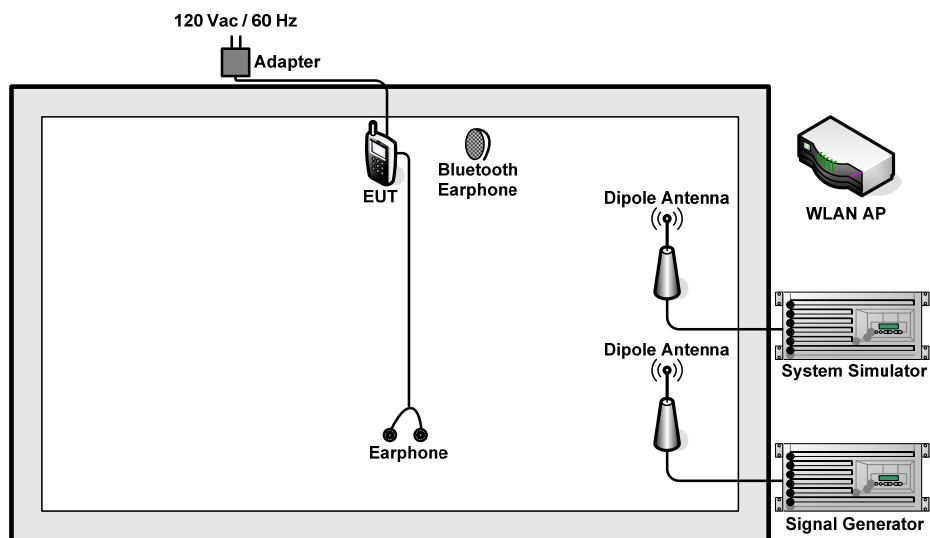 120 Vac / 60 Hz
Adapter
EUT
Bluetooth
Earphone
Dipole Antenna
WLAN AP
System Simulator
Dipole Antenna
Earphone
Signal Generator